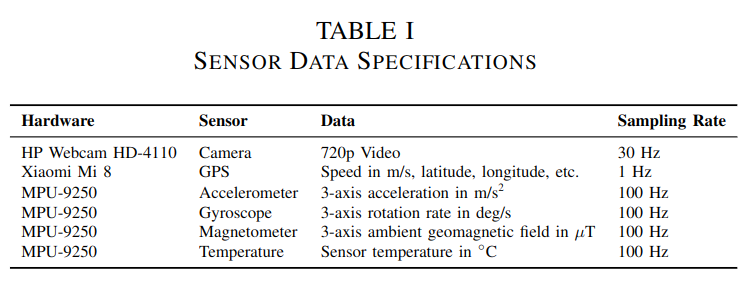 TABLE I
SENSOR DATA SPECIFICATIONS
Hardware Sensor Data Sampling Rate
HP Webcam HD-4110 Camera 720p Video 30 Hz
Xiaomi Mi 8 GPS Speed in m/s, latitude, longitude, etc. 1 Hz
MPU-9250 Accelerometer 3-axis acceleration in m/s² 100 Hz
MPU-9250 Gyroscope 3-axis rotation rate in deg/s 100 Hz
MPU-9250 Magnetometer 3-axis ambient geomagnetic field in μT 100 Hz
MPU-9250 Temperature Sensor temperature in °C 100 Hz